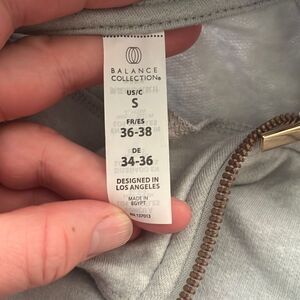 BALANCE
COLLECTION®
US/C
S
FR/ES
36-38
DE
34-36
DESIGNED IN
LOS ANGELES
MADE IN
EGYPT